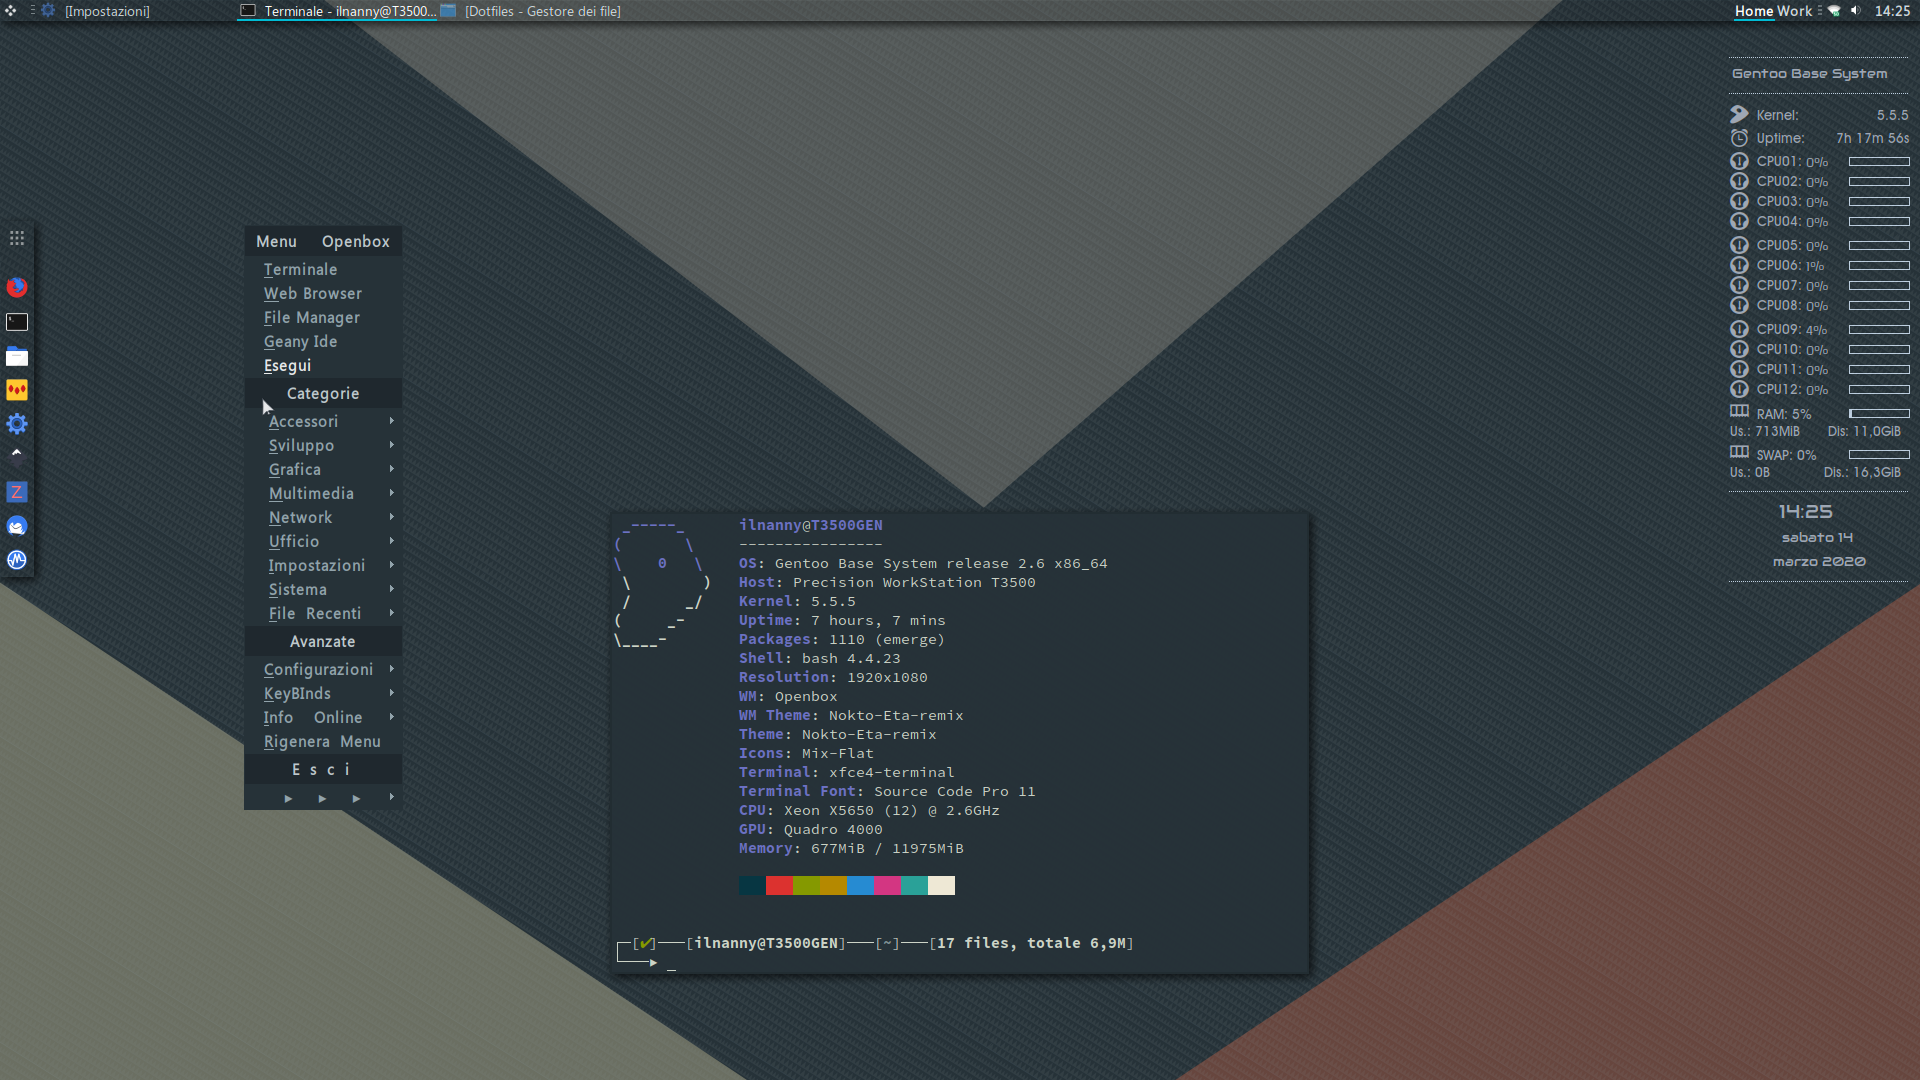 [Impostazioni]
Terminale - ilnanny@T3500...
[Dotfiles - Gestore dei file]
Home Work
14:25
Menu Openbox
Terminale
Web Browser
File Manager
Geany Ide
Esegui
Categorie
Accessori
Sviluppo
Grafica
Multimedia
Network
Ufficio
Impostazioni
Sistema
File Recenti
Avanzate
Configurazioni
KeyBInds
Info Online
Rigenera Menu
E s c i
ilnanny@T3500GEN
----------------
OS: Gentoo Base System release 2.6 x86_64
Host: Precision WorkStation T3500
Kernel: 5.5.5
Uptime: 7 hours, 7 mins
Packages: 1110 (emerge)
Shell: bash 4.4.23
Resolution: 1920x1080
WM: Openbox
WM Theme: Nokto-Eta-remix
Theme: Nokto-Eta-remix
Icons: Mix-Flat
Terminal: xfce4-terminal
Terminal Font: Source Code Pro 11
CPU: Xeon X5650 (12) @ 2.6GHz
GPU: Quadro 4000
Memory: 677MiB / 11975MiB
[✔]───[ilnanny@T3500GEN]───[~]───[17 files, totale 6,9M]
Gentoo Base System
Kernel: 5.5.5
Uptime: 7h 17m 56s
CPU01: 0%
CPU02: 0%
CPU03: 0%
CPU04: 0%
CPU05: 0%
CPU06: 1%
CPU07: 0%
CPU08: 0%
CPU09: 4%
CPU10: 0%
CPU11: 0%
CPU12: 0%
RAM: 5%
Us.: 713MiB Dis: 11,0GiB
SWAP: 0%
Us.: 0B Dis.: 16,3GiB
14:25
sabato 14
marzo 2020